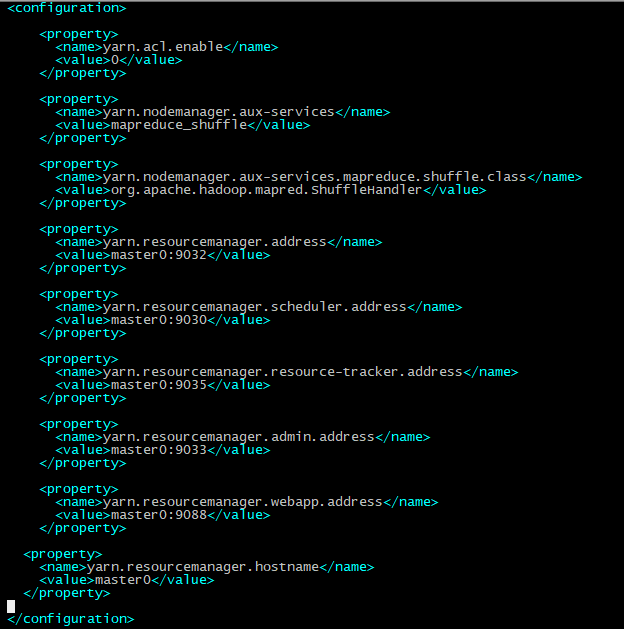 <configuration>
<property>
<name>yarn.acl.enable</name>
<value>0</value>
</property>
<property>
<name>yarn.nodemanager.aux-services</name>
<value>mapreduce_shuffle</value>
</property>
<property>
<name>yarn.nodemanager.aux-services.mapreduce.shuffle.class</name>
<value>org.apache.hadoop.mapred.ShuffleHandler</value>
</property>
<property>
<name>yarn.resourcemanager.address</name>
<value>master0:9032</value>
</property>
<property>
<name>yarn.resourcemanager.scheduler.address</name>
<value>master0:9030</value>
</property>
<property>
<name>yarn.resourcemanager.resource-tracker.address</name>
<value>master0:9035</value>
</property>
<property>
<name>yarn.resourcemanager.admin.address</name>
<value>master0:9033</value>
</property>
<property>
<name>yarn.resourcemanager.webapp.address</name>
<value>master0:9088</value>
</property>
<property>
<name>yarn.resourcemanager.hostname</name>
<value>master0</value>
</property>
</configuration>